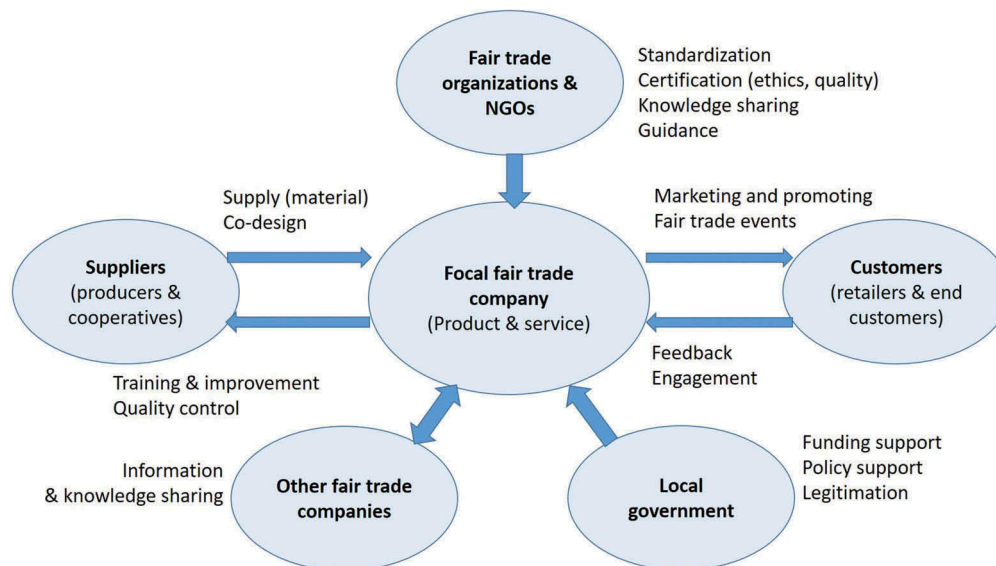 Fair trade
organizations &
NGOs
Standardization
Certification (ethics, quality)
Knowledge sharing
Guidance
Supply (material)
Co-design
Marketing and promoting
Fair trade events
Suppliers
(producers &
cooperatives)
Focal fair trade
company
(Product & service)
Customers
(retailers & end
customers)
Training & improvement
Quality control
Feedback
Engagement
Information
& knowledge sharing
Other fair trade
companies
Local
government
Funding support
Policy support
Legitimation